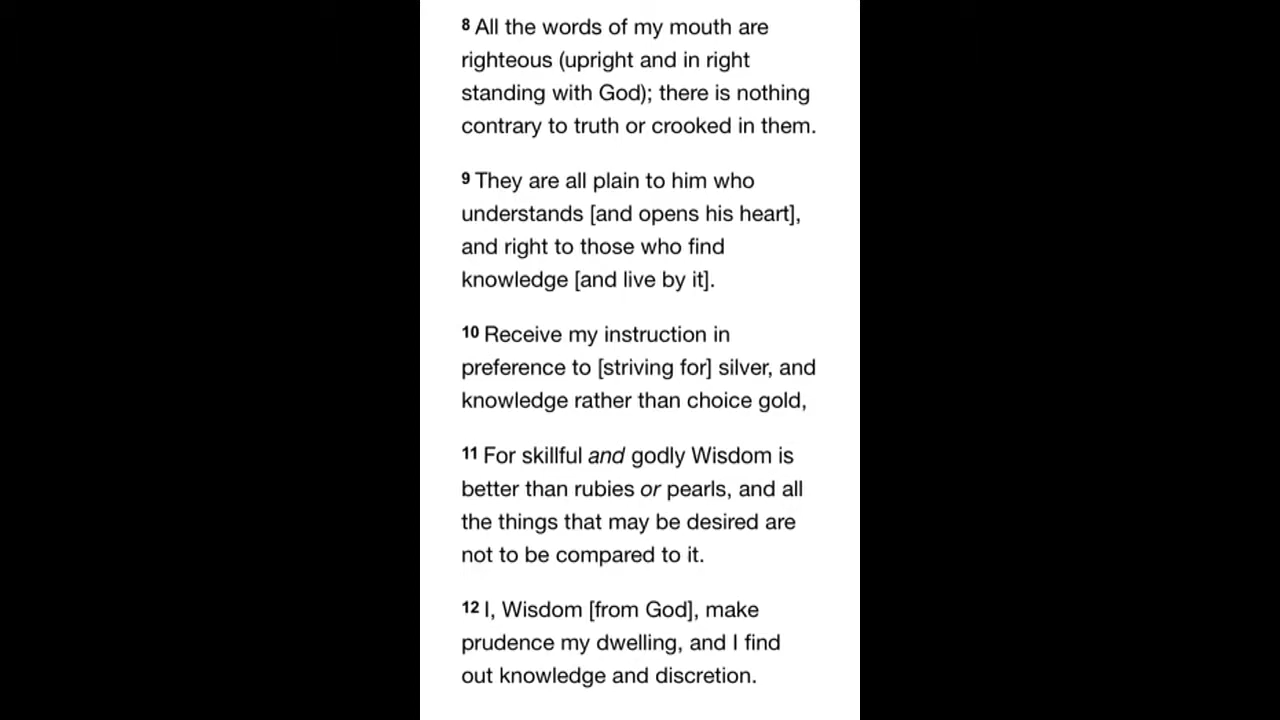 8 All the words of my mouth are
righteous (upright and in right
standing with God); there is nothing
contrary to truth or crooked in them.
9 They are all plain to him who
understands [and opens his heart],
and right to those who find
knowledge [and live by it].
10 Receive my instruction in
preference to [striving for] silver, and
knowledge rather than choice gold,
11 For skillful and godly Wisdom is
better than rubies or pearls, and all
the things that may be desired are
not to be compared to it.
12 I, Wisdom [from God], make
prudence my dwelling, and I find
out knowledge and discretion.